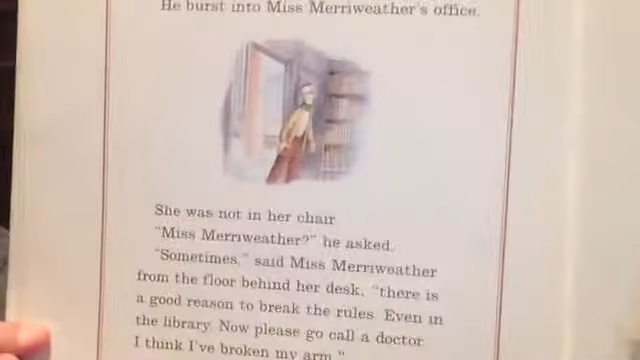 He burst into Miss Merriweather's office.
She was not in her chair.
"Miss Merriweather?" he asked.
"Sometimes," said Miss Merriweather
from the floor behind her desk, "there is
a good reason to break the rules. Even in
the library. Now please go call a doctor.
I think I've broken my arm."